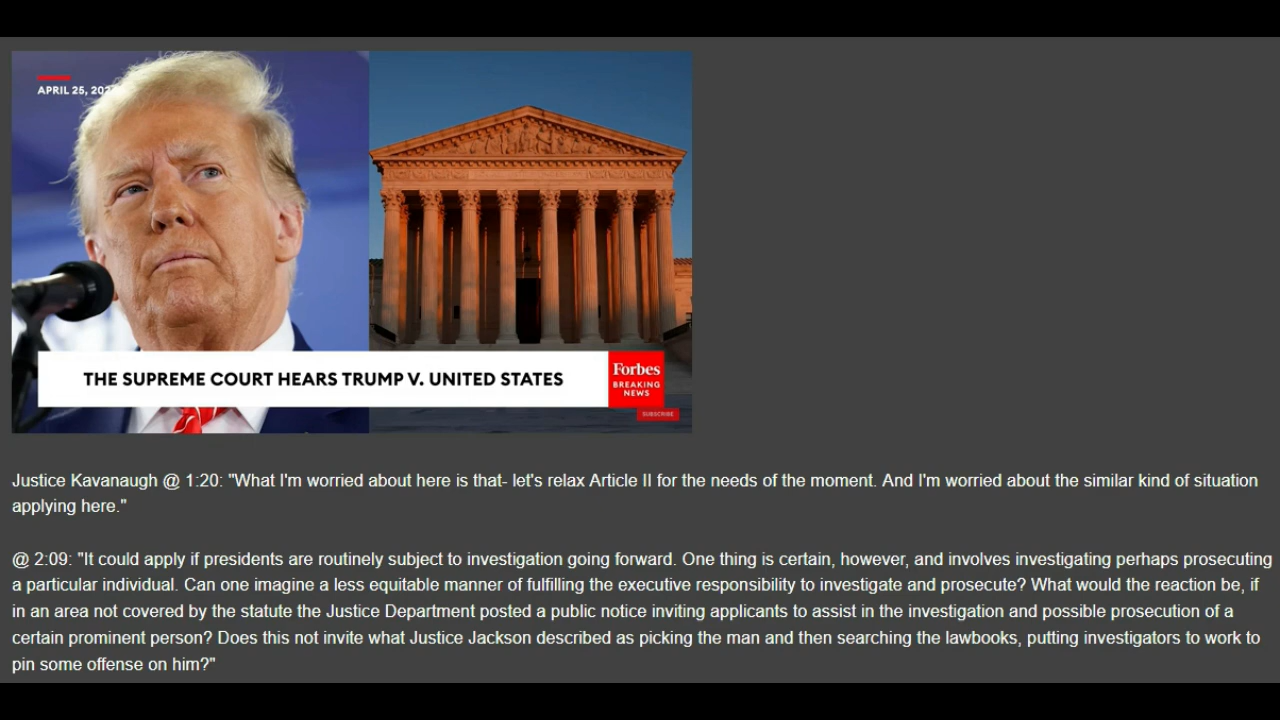 APRIL 25, 202
THE SUPREME COURT HEARS TRUMP V. UNITED STATES
Forbes
BREAKING
NEWS
SUBSCRIBE
Justice Kavanaugh @ 1:20: "What I'm worried about here is that- let's relax Article II for the needs of the moment. And I'm worried about the similar kind of situation
applying here."
@ 2:09: "It could apply if presidents are routinely subject to investigation going forward. One thing is certain, however, and involves investigating perhaps prosecuting
a particular individual. Can one imagine a less equitable manner of fulfilling the executive responsibility to investigate and prosecute? What would the reaction be, if
in an area not covered by the statute the Justice Department posted a public notice inviting applicants to assist in the investigation and possible prosecution of a
certain prominent person? Does this not invite what Justice Jackson described as picking the man and then searching the lawbooks, putting investigators to work to
pin some offense on him?"